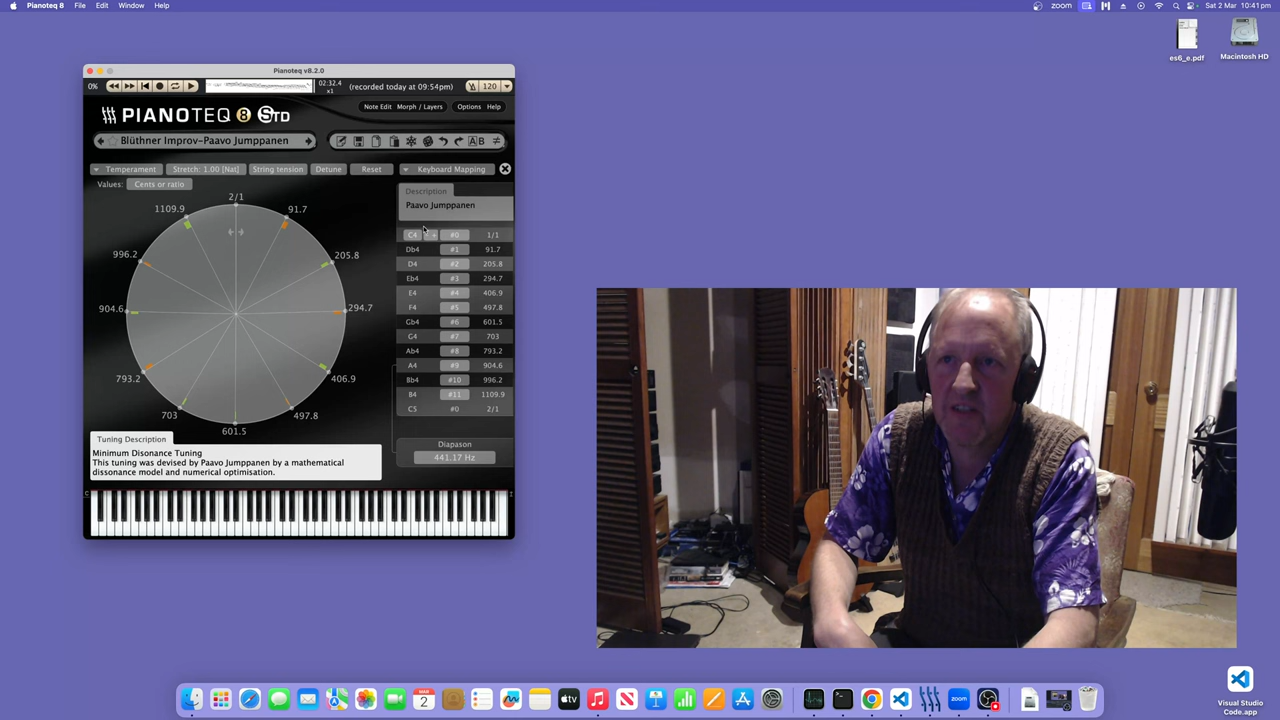 Pianoteq 8 File Edit Window Help
zoom
Sat 2 Mar 10:41pm
es6_e.pdf
Macintosh HD
Pianoteq v8.2.0
0%
02:32.4
x1
(recorded today at 09:54pm)
120
PIANOTEQ 8 STD
Note Edit Morph / Layers Options Help
Blüthner Improv-Paavo Jumppanen
A B
Temperament Stretch: 1.00 [Nat] String tension Detune Reset Keyboard Mapping
Values: Cents or ratio
2/1
91.7
205.8
294.7
406.9
497.8
601.5
703
793.2
904.6
996.2
1109.9
Description
Paavo Jumppanen
C4 - + #0 1/1
Db4 #1 91.7
D4 #2 205.8
Eb4 #3 294.7
E4 #4 406.9
F4 #5 497.8
Gb4 #6 601.5
G4 #7 703
Ab4 #8 793.2
A4 #9 904.6
Bb4 #10 996.2
B4 #11 1109.9
C5 #0 2/1
Diapason
441.17 Hz
Tuning Description
Minimum Disonance Tuning
This tuning was devised by Paavo Jumppanen by a mathematical
dissonance model and numerical optimisation.
MAR
2
zoom
Visual Studio
Code.app